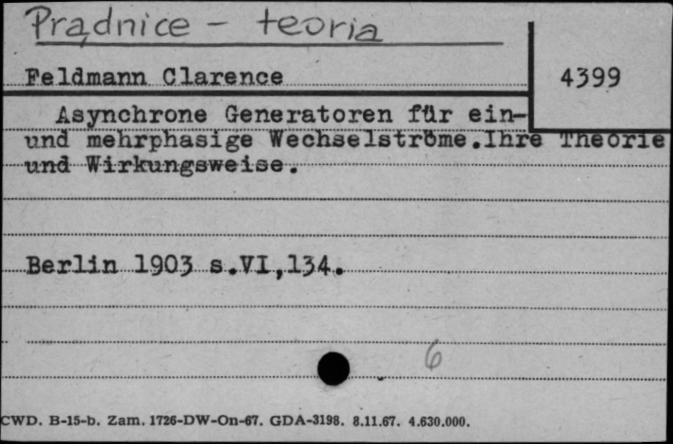 Prądnice - teoria
Feldmann Clarence
4399
Asynchrone Generatoren für ein-
und mehrphasige Wechselströme.Ihre Theorie
und Wirkungsweise.
Berlin 1903 s.VI,134.
6
CWD. B-15-b. Zam. 1726-DW-On-67. GDA-3198. 8.11.67. 4.630.000.